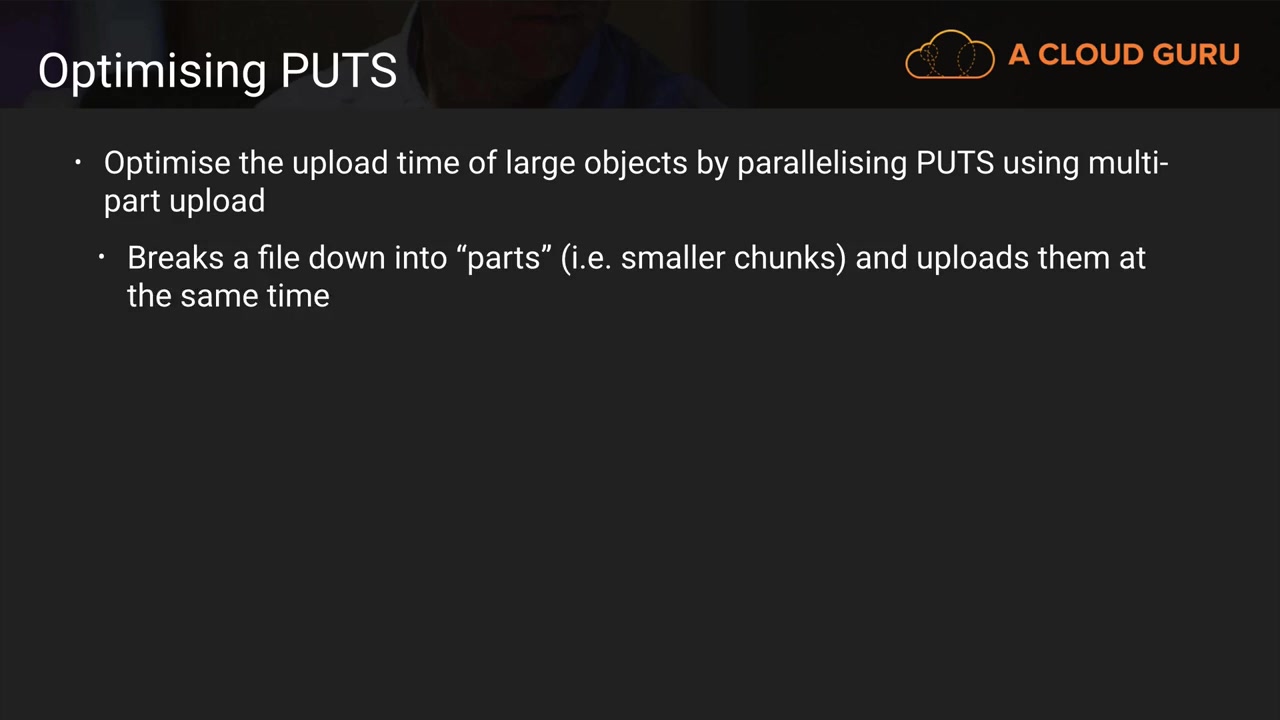 Optimising PUTS
A CLOUD GURU
• Optimise the upload time of large objects by parallelising PUTS using multi-
part upload
• Breaks a file down into “parts” (i.e. smaller chunks) and uploads them at
the same time